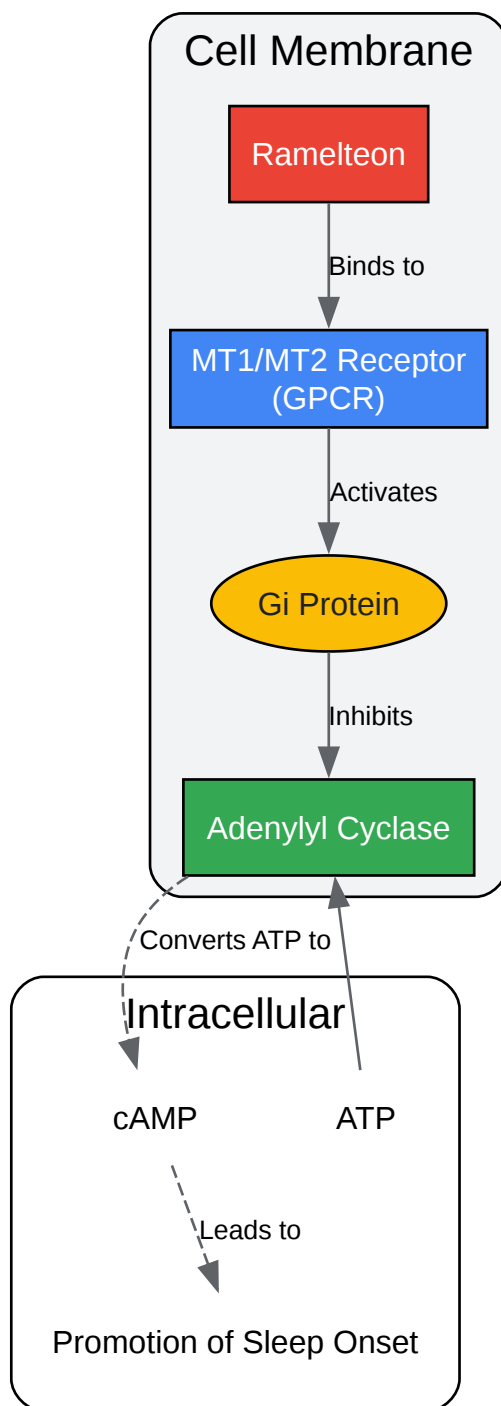 Cell Membrane
Ramelteon
Binds to
MT1/MT2 Receptor
(GPCR)
Activates
Gi Protein
Inhibits
Adenylyl Cyclase
Converts ATP to
Intracellular
cAMP
ATP
Leads to
Promotion of Sleep Onset